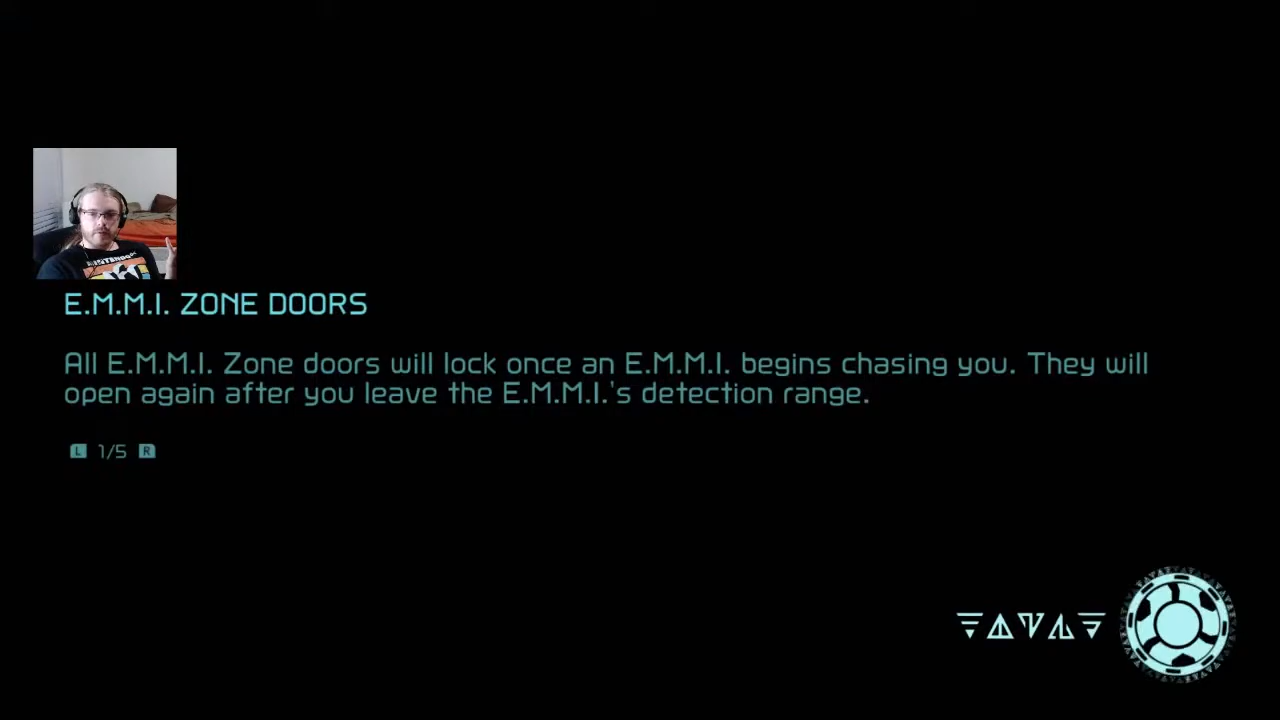 E.M.M.I. ZONE DOORS
All E.M.M.I. Zone doors will lock once an E.M.M.I. begins chasing you. They will
open again after you leave the E.M.M.I.'s detection range.
L 1/5 R